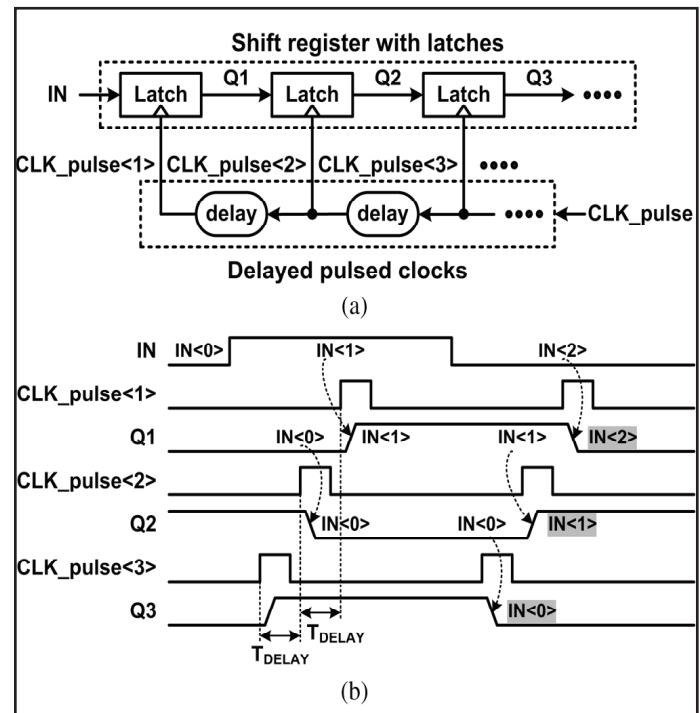 Shift register with latches
IN Latch Q1 Latch Q2 Latch Q3
CLK_pulse<1> CLK_pulse<2> CLK_pulse<3>
delay delay CLK_pulse
Delayed pulsed clocks
(a)
IN IN<0> IN<1> IN<2>
CLK_pulse<1>
Q1 IN<0> IN<1> IN<1> IN<2>
CLK_pulse<2>
Q2 IN<0> IN<0> IN<1>
CLK_pulse<3>
Q3 IN<0>
TDELAY
TDELAY
(b)